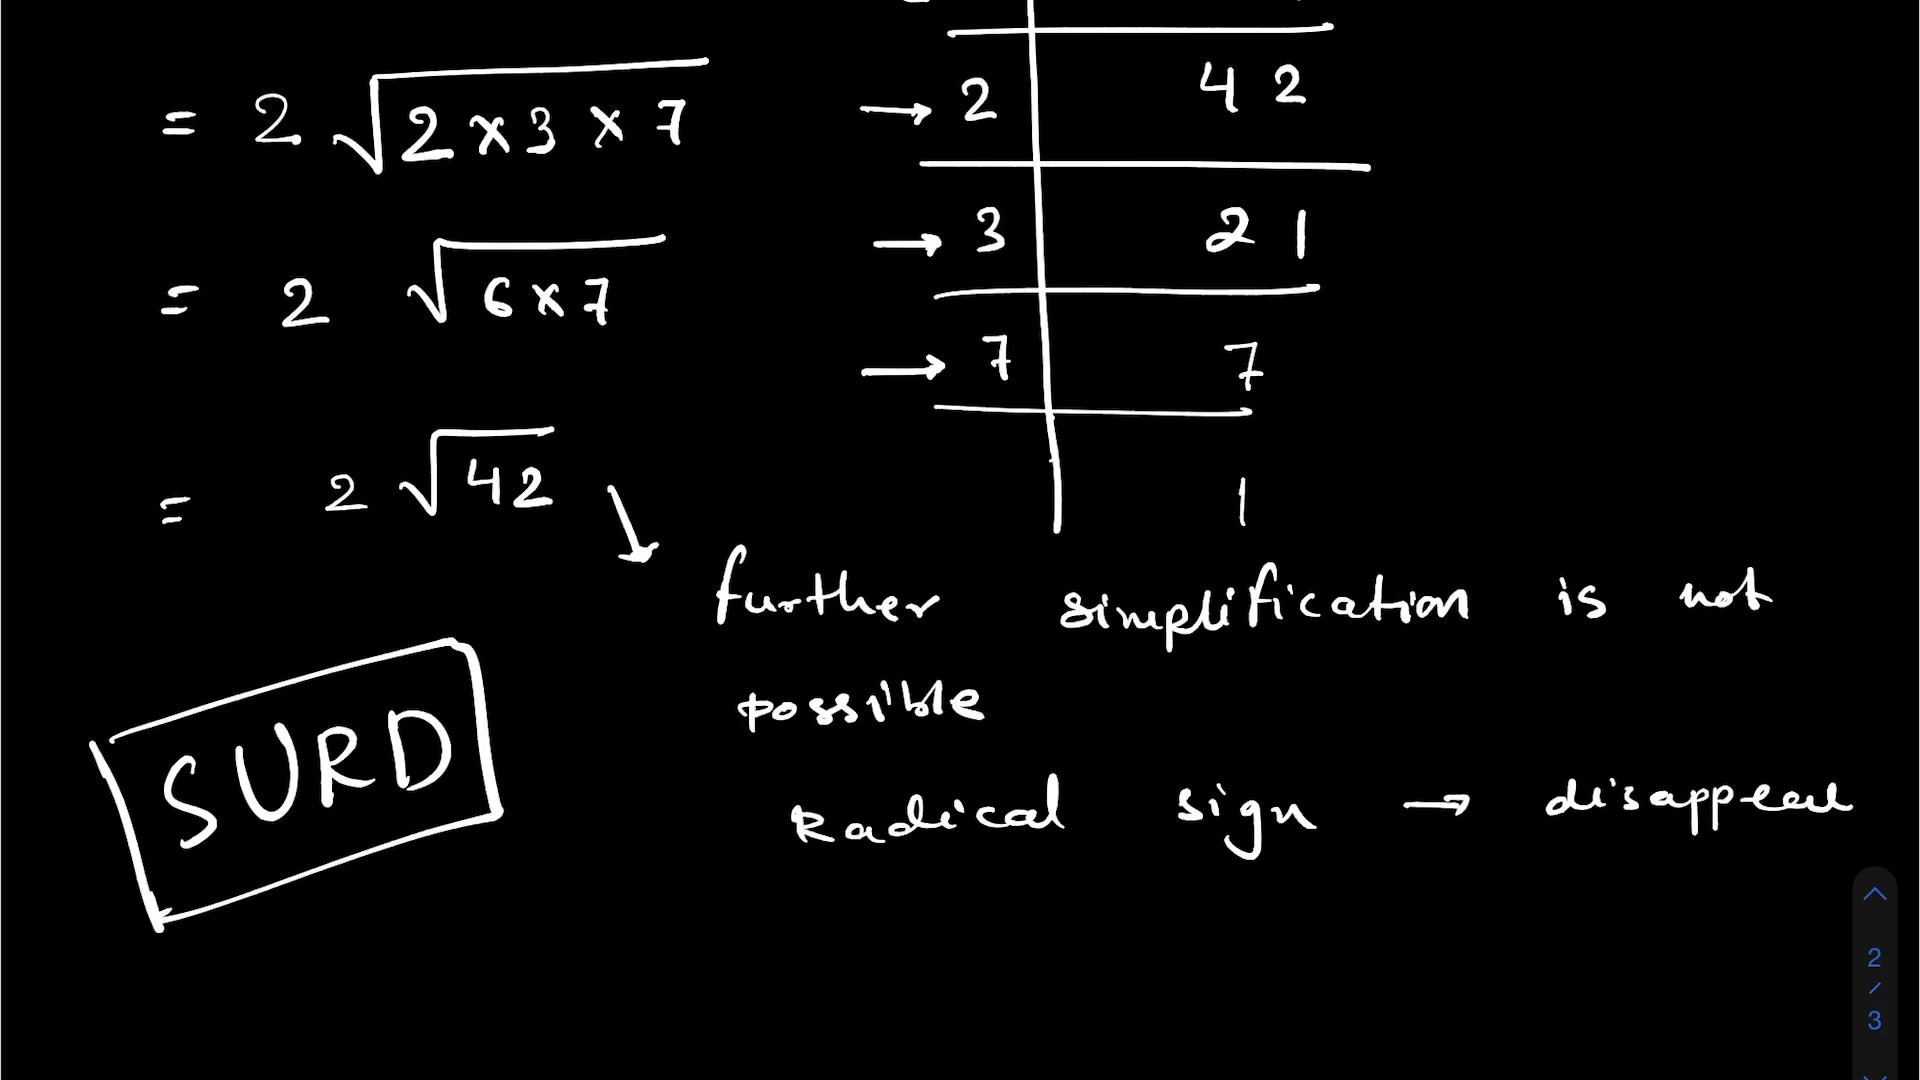 = 2 √2 × 3 × 7
→ 2 | 42
→ 3 | 21
= 2 √6 × 7
→ 7 | 7
= 2 √42
1
↘ further simplification is not
possible
SURD
Radical sign → disappear
2
/
3